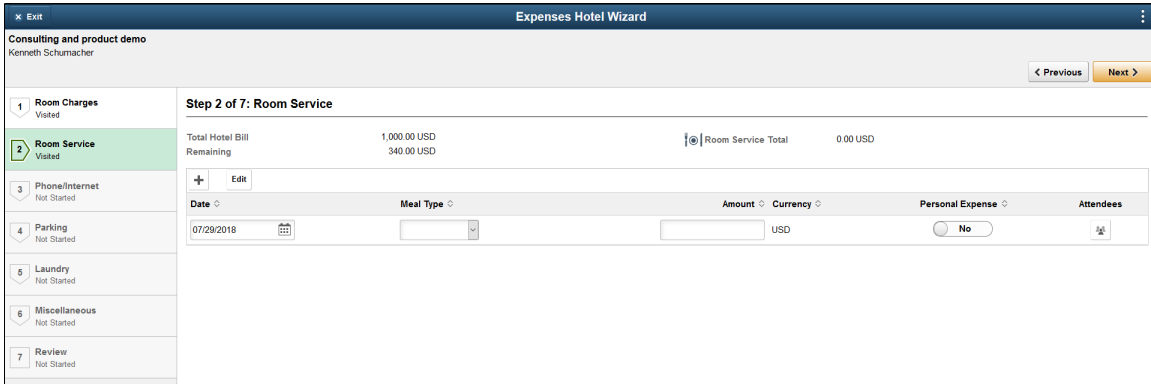 × Exit
Expenses Hotel Wizard
Consulting and product demo
Kenneth Schumacher
< Previous
Next >
1 Room Charges
Visited
2 Room Service
Visited
3 Phone/Internet
Not Started
4 Parking
Not Started
5 Laundry
Not Started
6 Miscellaneous
Not Started
7 Review
Not Started
Step 2 of 7: Room Service
Total Hotel Bill 1,000.00 USD Room Service Total 0.00 USD
Remaining 340.00 USD
+ Edit
Date Meal Type Amount Currency Personal Expense Attendees
07/29/2018 USD No